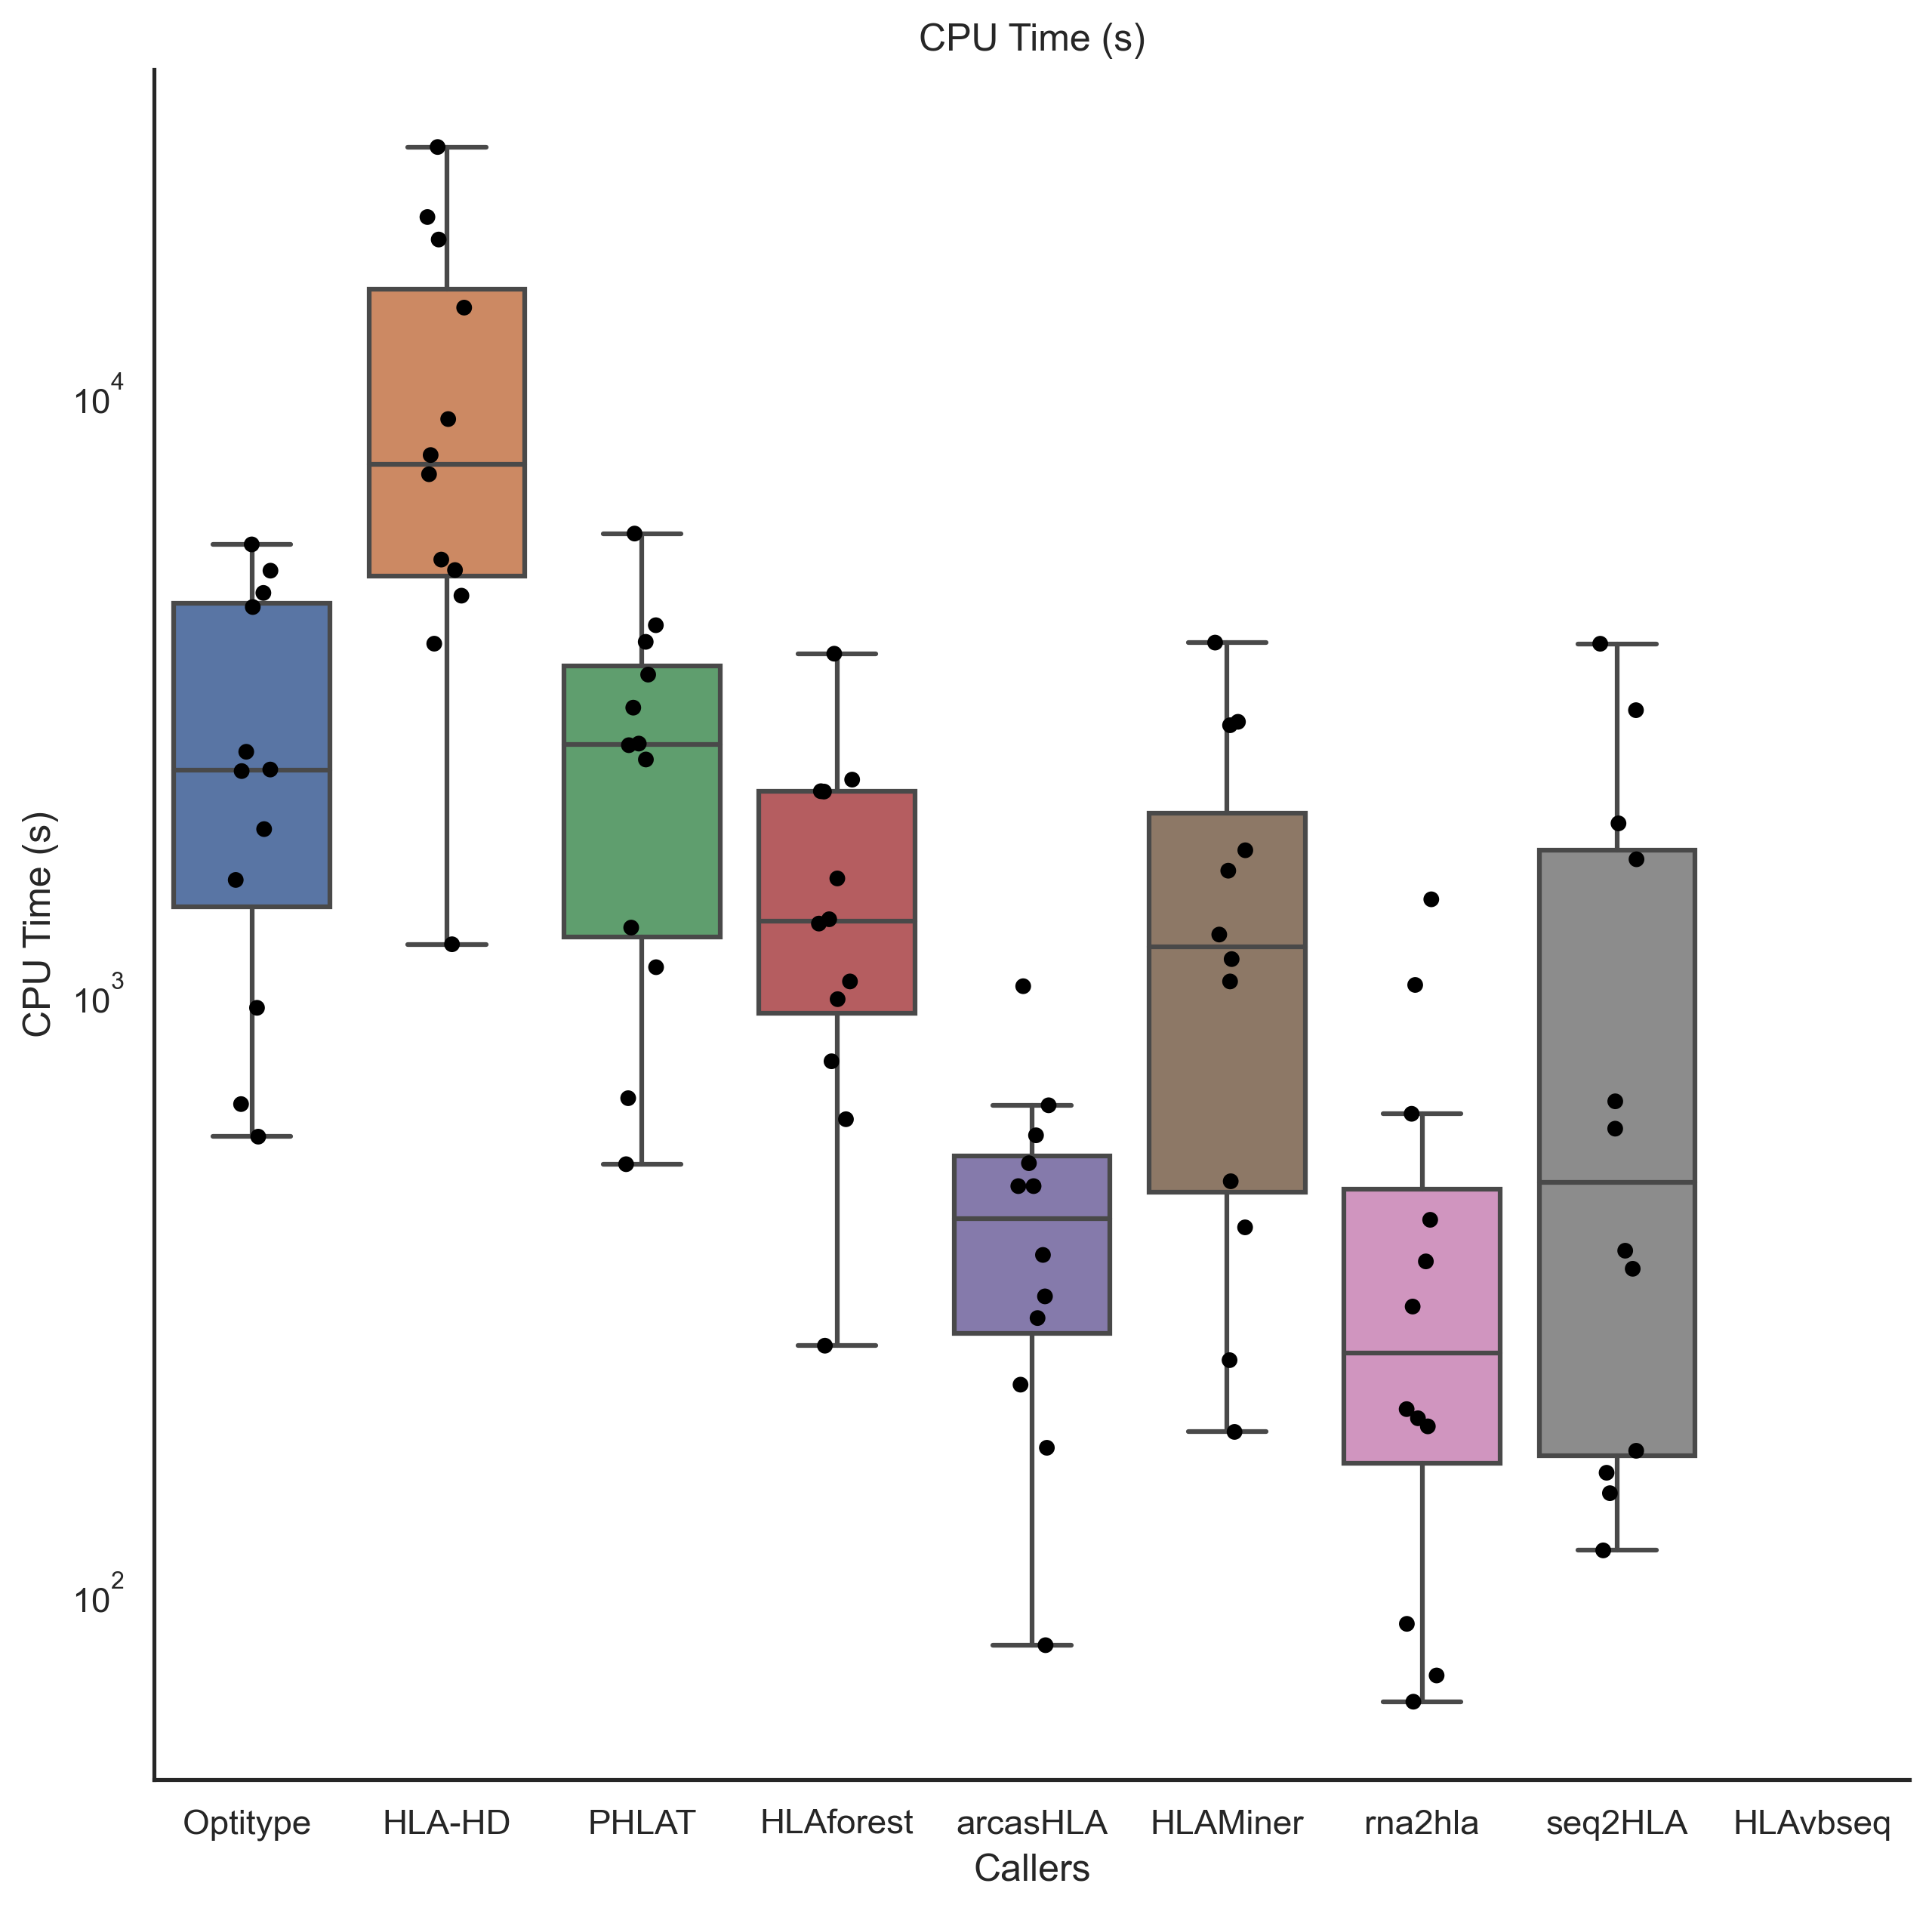 CPU Time (s)
CPU Time (s)
10^4
10^3
10^2
Optitype HLA-HD PHLAT HLAforest arcasHLA HLAMiner rna2hla seq2HLA HLAvbseq
Callers